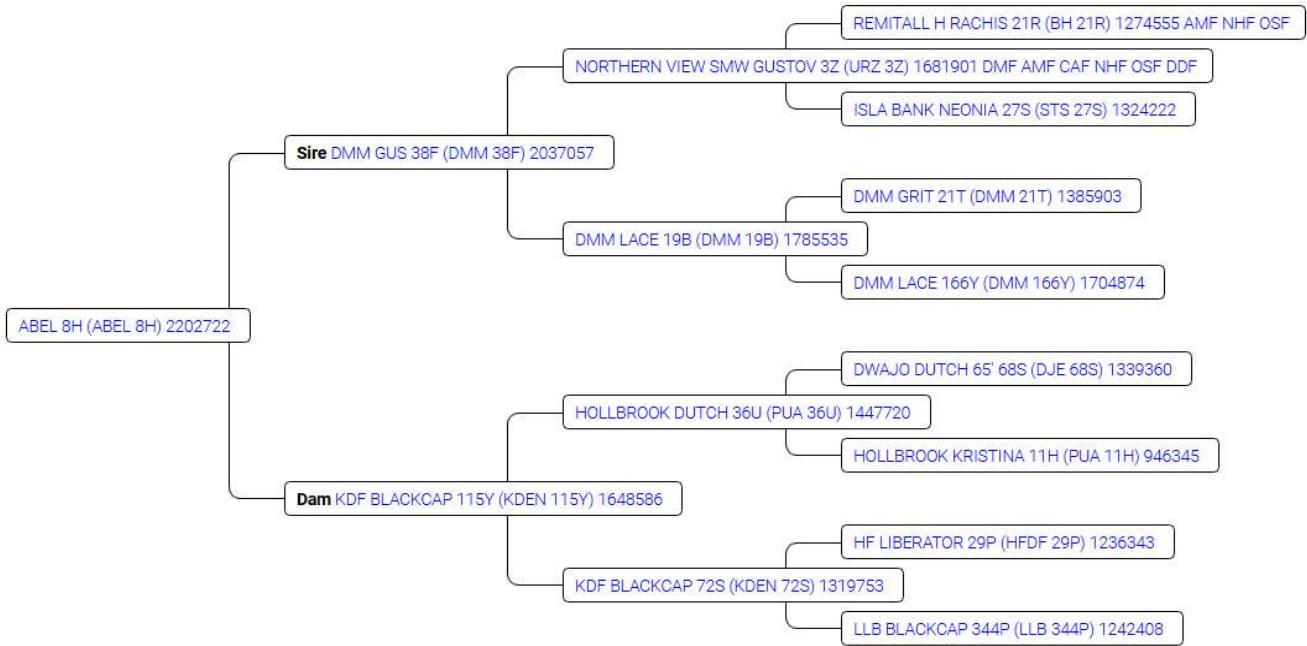 REMITALL H RACHIS 21R (BH 21R) 1274555 AMF NHF OSF
NORTHERN VIEW SMW GUSTOV 3Z (URZ 3Z) 1681901 DMF AMF CAF NHF OSF DDF
ISLA BANK NEONIA 27S (STS 27S) 1324222
Sire DMM GUS 38F (DMM 38F) 2037057
DMM GRIT 21T (DMM 21T) 1385903
DMM LACE 19B (DMM 19B) 1785535
DMM LACE 166Y (DMM 166Y) 1704874
ABEL 8H (ABEL 8H) 2202722
DWAJO DUTCH 65' 68S (DJE 68S) 1339360
HOLLBROOK DUTCH 36U (PUA 36U) 1447720
HOLLBROOK KRISTINA 11H (PUA 11H) 946345
Dam KDF BLACKCAP 115Y (KDEN 115Y) 1648586
HF LIBERATOR 29P (HFDF 29P) 1236343
KDF BLACKCAP 72S (KDEN 72S) 1319753
LLB BLACKCAP 344P (LLB 344P) 1242408